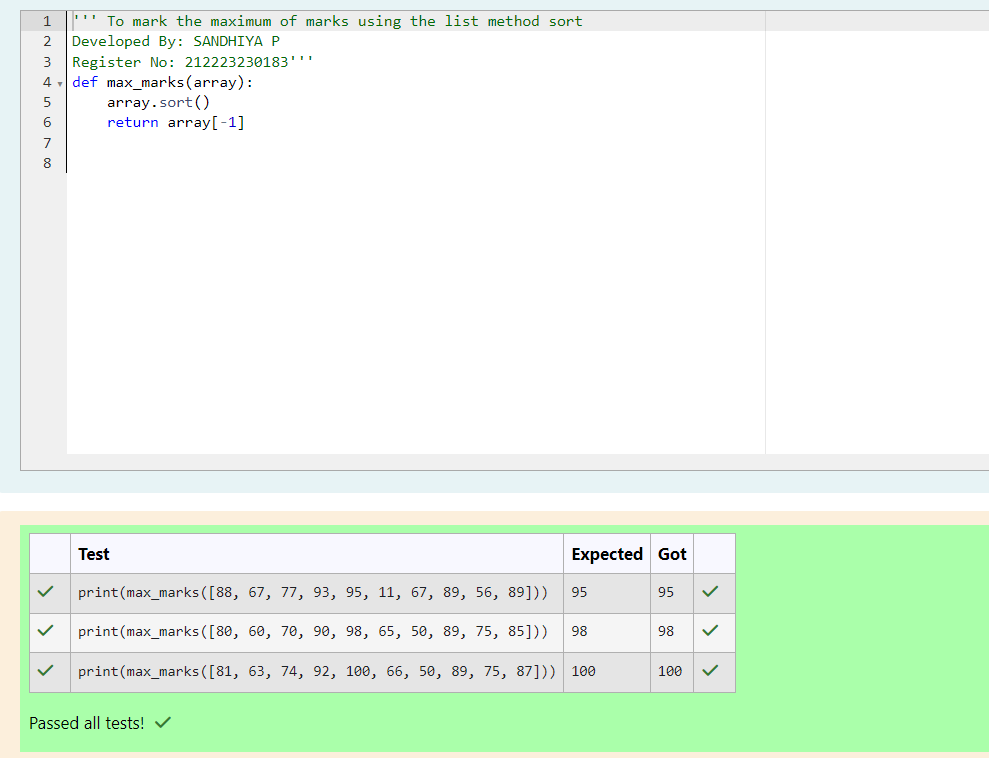 1 ''' To mark the maximum of marks using the list method sort
2 Developed By: SANDHIYA P
3 Register No: 212223230183'''
4 def max_marks(array):
5     array.sort()
6     return array[-1]
7
8
Test Expected Got
print(max_marks([88, 67, 77, 93, 95, 11, 67, 89, 56, 89])) 95 95
print(max_marks([80, 60, 70, 90, 98, 65, 50, 89, 75, 85])) 98 98
print(max_marks([81, 63, 74, 92, 100, 66, 50, 89, 75, 87])) 100 100
Passed all tests!